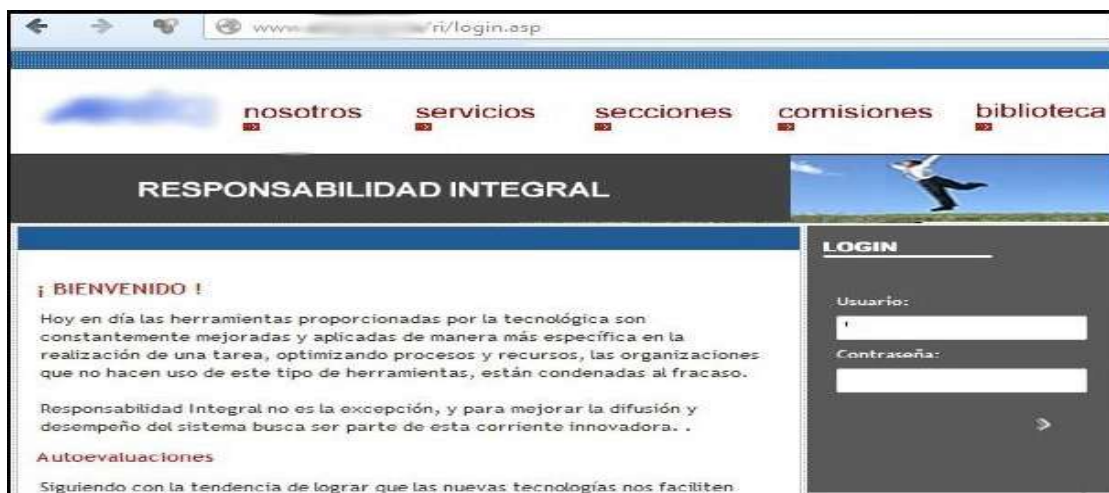 www. /ri/login.asp
nosotros servicios secciones comisiones biblioteca
RESPONSABILIDAD INTEGRAL
LOGIN
¡ BIENVENIDO !
Hoy en día las herramientas proporcionadas por la tecnológica son
constantemente mejoradas y aplicadas de manera más específica en la
realización de una tarea, optimizando procesos y recursos, las organizaciones
que no hacen uso de este tipo de herramientas, están condenadas al fracaso.
Responsabilidad Integral no es la excepción, y para mejorar la difusión y
desempeño del sistema busca ser parte de esta corriente innovadora. .
Autoevaluaciones
Siguiendo con la tendencia de lograr que las nuevas tecnologías nos faciliten
Usuario:
'
Contraseña: